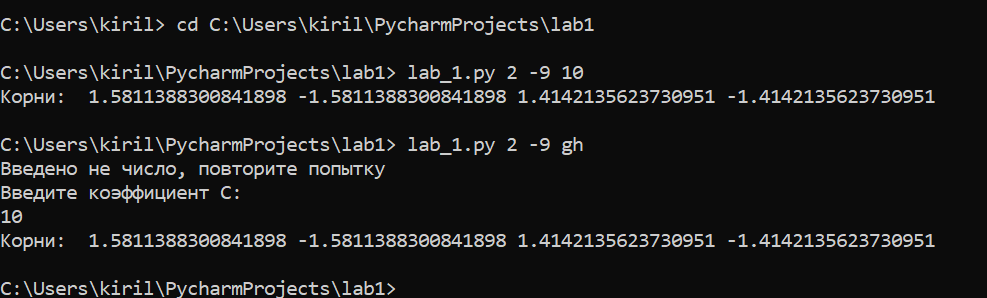 C:\Users\kiril> cd C:\Users\kiril\PycharmProjects\lab1
C:\Users\kiril\PycharmProjects\lab1> lab_1.py 2 -9 10
Корни:  1.5811388300841898 -1.5811388300841898 1.4142135623730951 -1.4142135623730951
C:\Users\kiril\PycharmProjects\lab1> lab_1.py 2 -9 gh
Введено не число, повторите попытку
Введите коэффициент С:
10
Корни:  1.5811388300841898 -1.5811388300841898 1.4142135623730951 -1.4142135623730951
C:\Users\kiril\PycharmProjects\lab1>